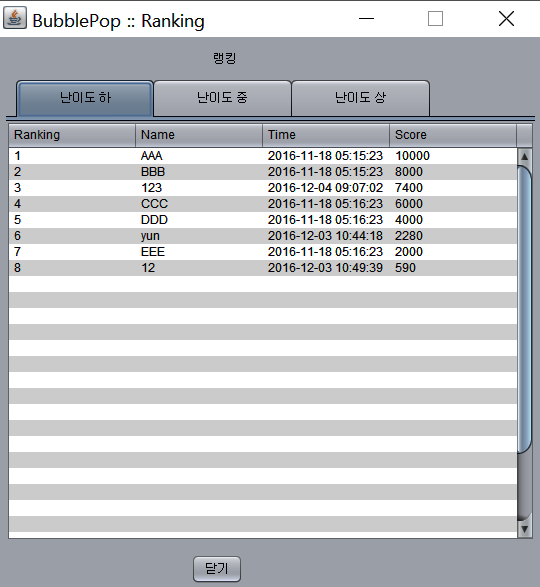 BubblePop :: Ranking
랭킹
난이도 하 난이도 중 난이도 상
Ranking Name Time Score
1 AAA 2016-11-18 05:15:23 10000
2 BBB 2016-11-18 05:15:23 8000
3 123 2016-12-04 09:07:02 7400
4 CCC 2016-11-18 05:16:23 6000
5 DDD 2016-11-18 05:16:23 4000
6 yun 2016-12-03 10:44:18 2280
7 EEE 2016-11-18 05:16:23 2000
8 12 2016-12-03 10:49:39 590
닫기